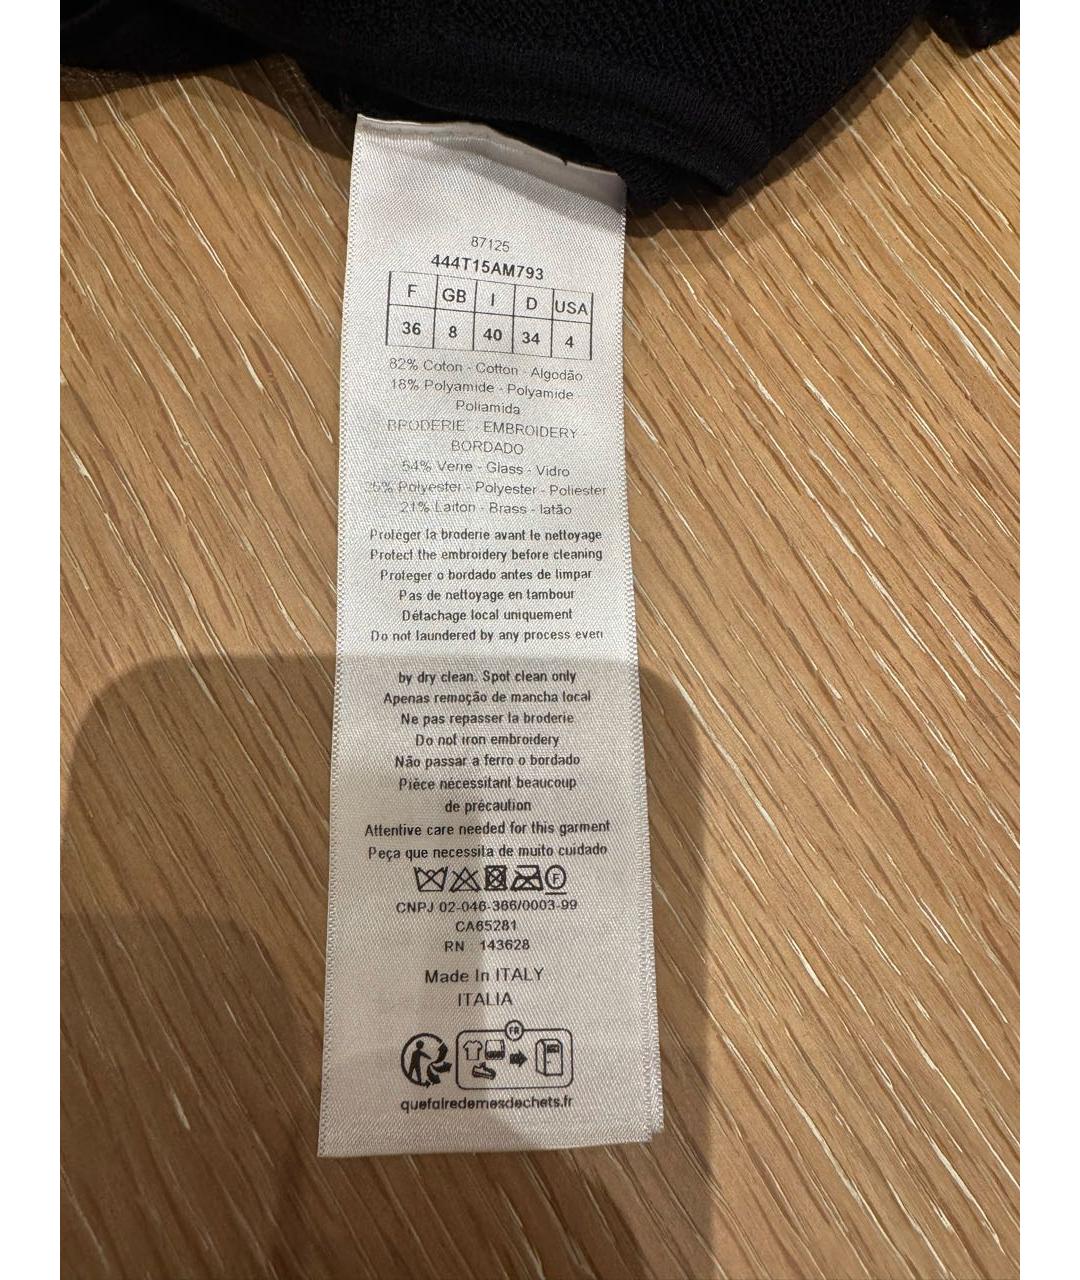 87125
444T15AM793
F GB I D USA
36 8 40 34 4
82% Coton - Cotton - Algodão
18% Polyamide - Polyamide -
Poliamida
BRODERIE - EMBROIDERY -
BORDADO
54% Verre - Glass - Vidro
25% Polyester - Polyester - Poliester
21% Laiton - Brass - latão
Protéger la broderie avant le nettoyage
Protect the embroidery before cleaning
Proteger o bordado antes de limpar
Pas de nettoyage en tambour
Détachage local uniquement
Do not laundered by any process even
by dry clean. Spot clean only
Apenas remoção de mancha local
Ne pas repasser la broderie
Do not iron embroidery
Não passar a ferro o bordado
Pièce nécessitant beaucoup
de précaution
Attentive care needed for this garment
Peça que necessita de muito cuidado
F
CNPJ 02-046-366/0003-99
CA65281
RN 143628
Made In ITALY
ITALIA
FR
quefairedemesdechets.fr